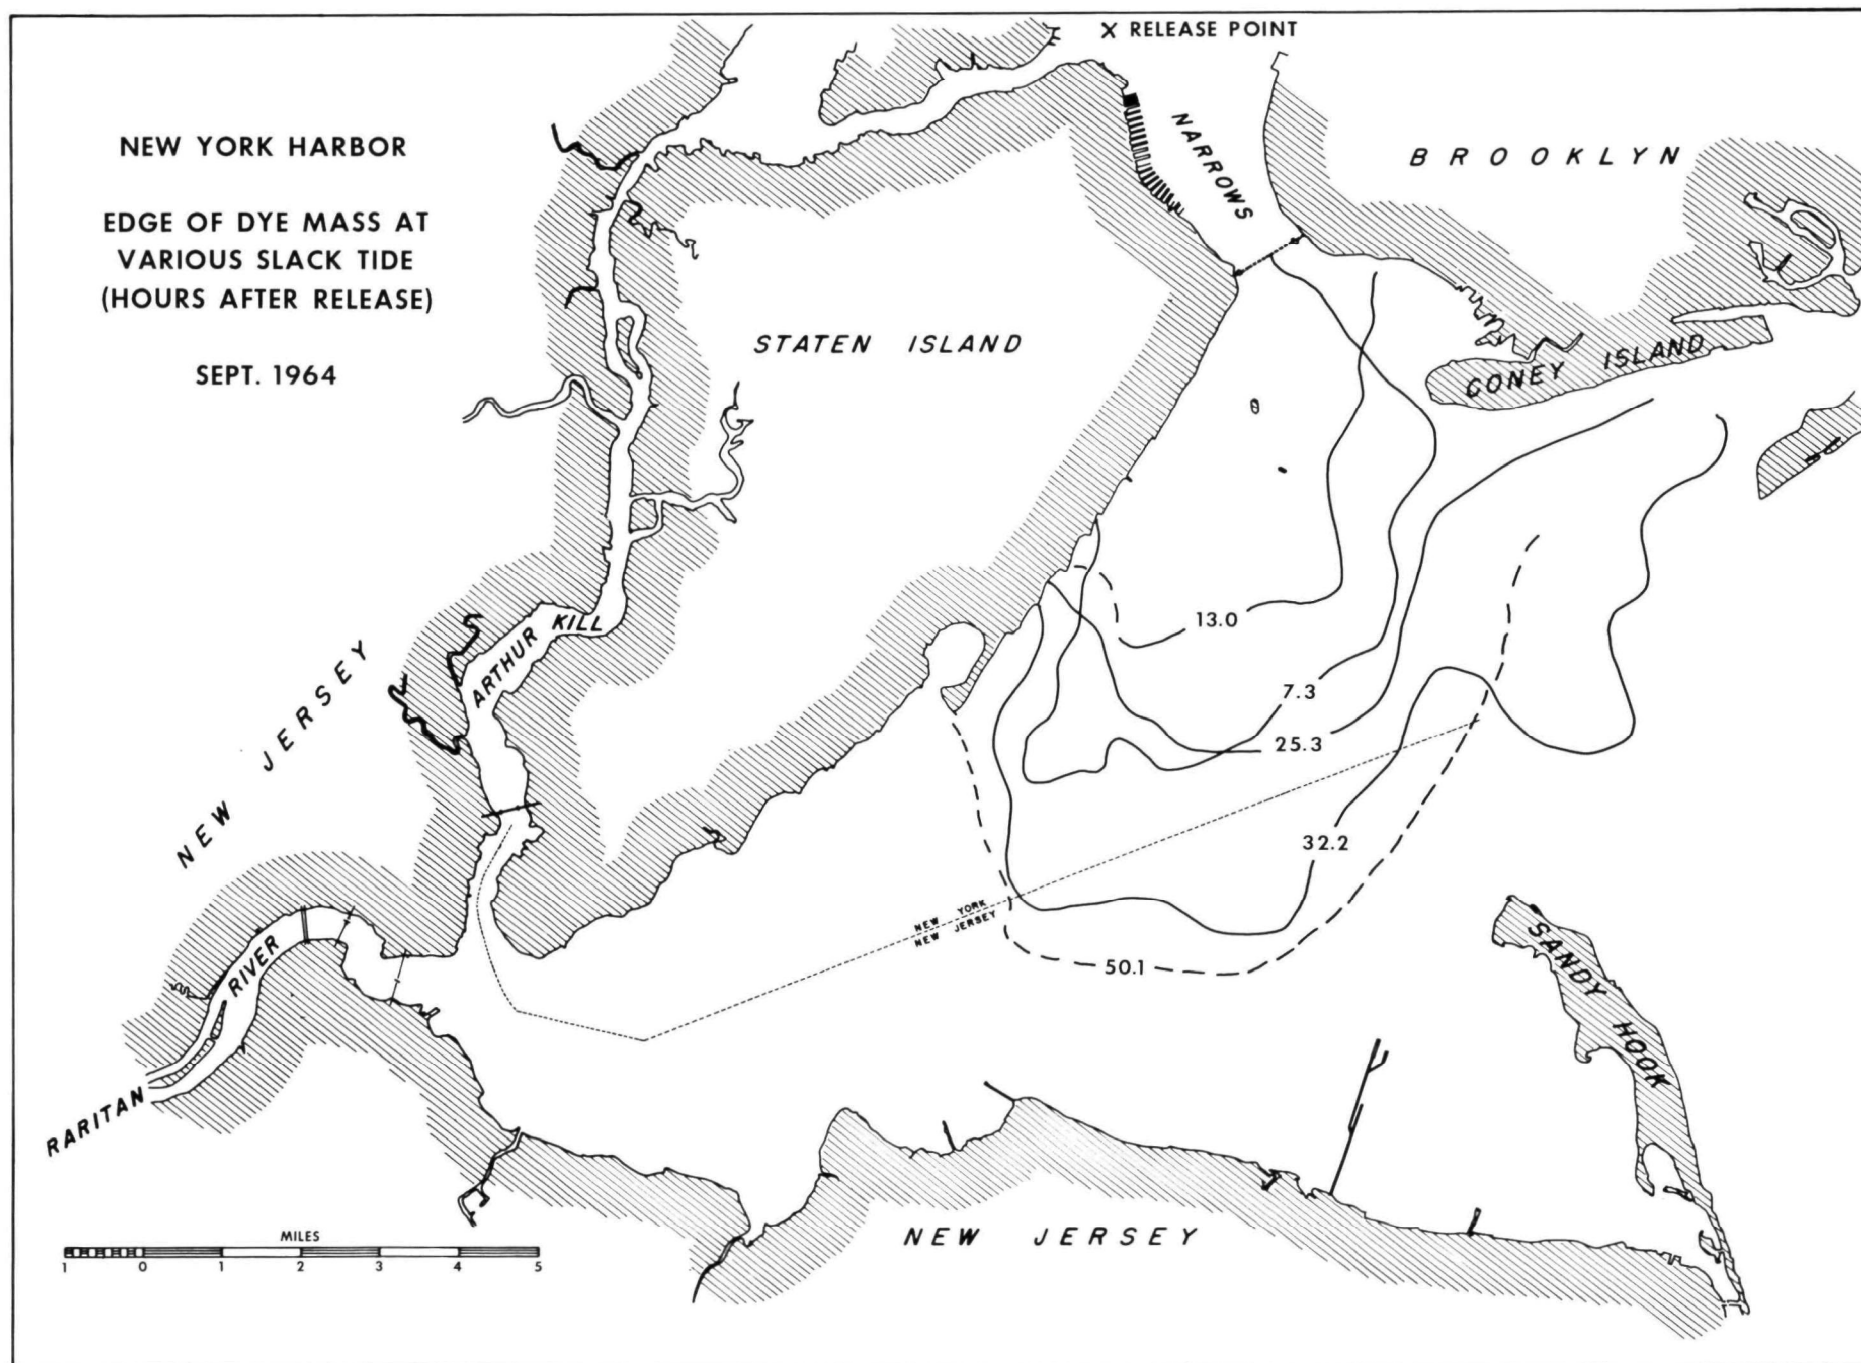 X RELEASE POINT
NEW YORK HARBOR
EDGE OF DYE MASS AT
VARIOUS SLACK TIDE
(HOURS AFTER RELEASE)
SEPT. 1964
NARROWS
BROOKLYN
STATEN ISLAND
CONEY ISLAND
ARTHUR KILL
NEW JERSEY
13.0
7.3
25.3
32.2
50.1
NEW YORK
NEW JERSEY
RARITAN RIVER
SANDY HOOK
NEW JERSEY
MILES
1 0 1 2 3 4 5